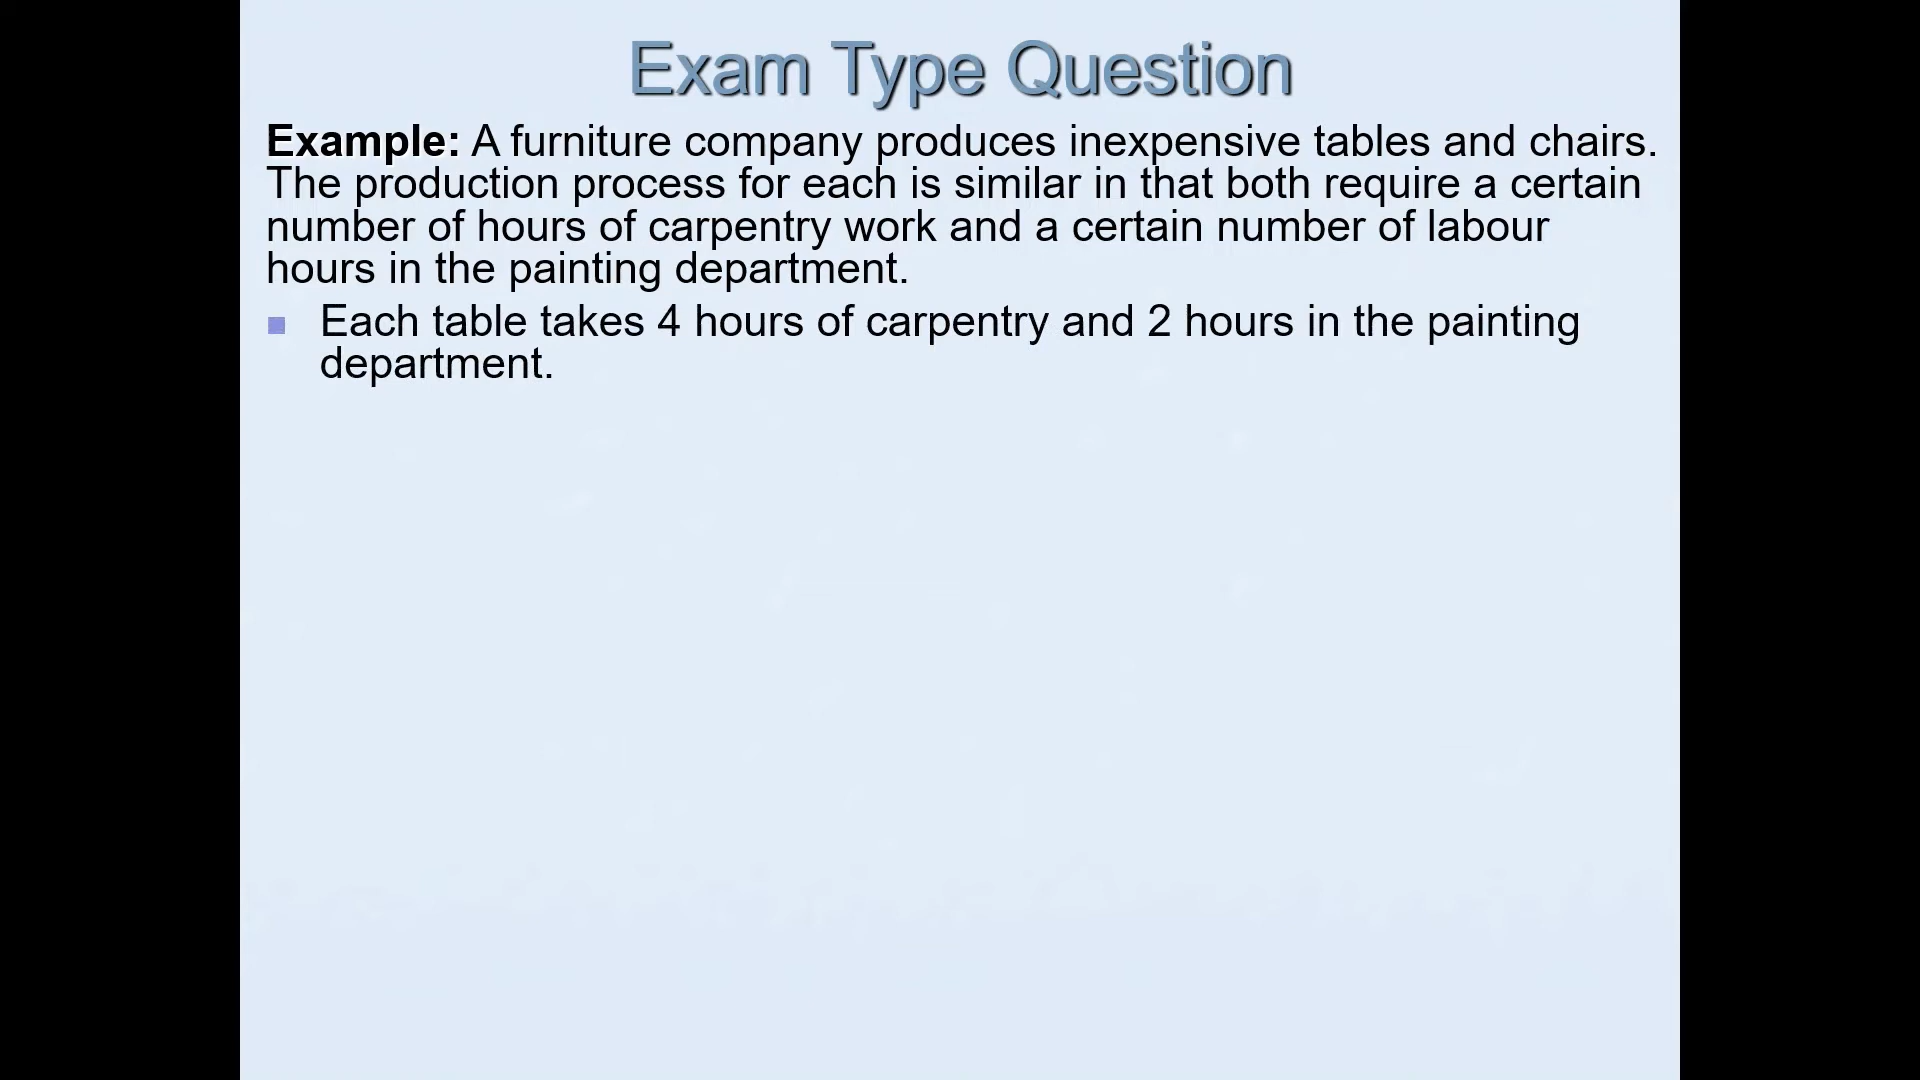 Exam Type Question
Example: A furniture company produces inexpensive tables and chairs.
The production process for each is similar in that both require a certain
number of hours of carpentry work and a certain number of labour
hours in the painting department.
Each table takes 4 hours of carpentry and 2 hours in the painting
department.